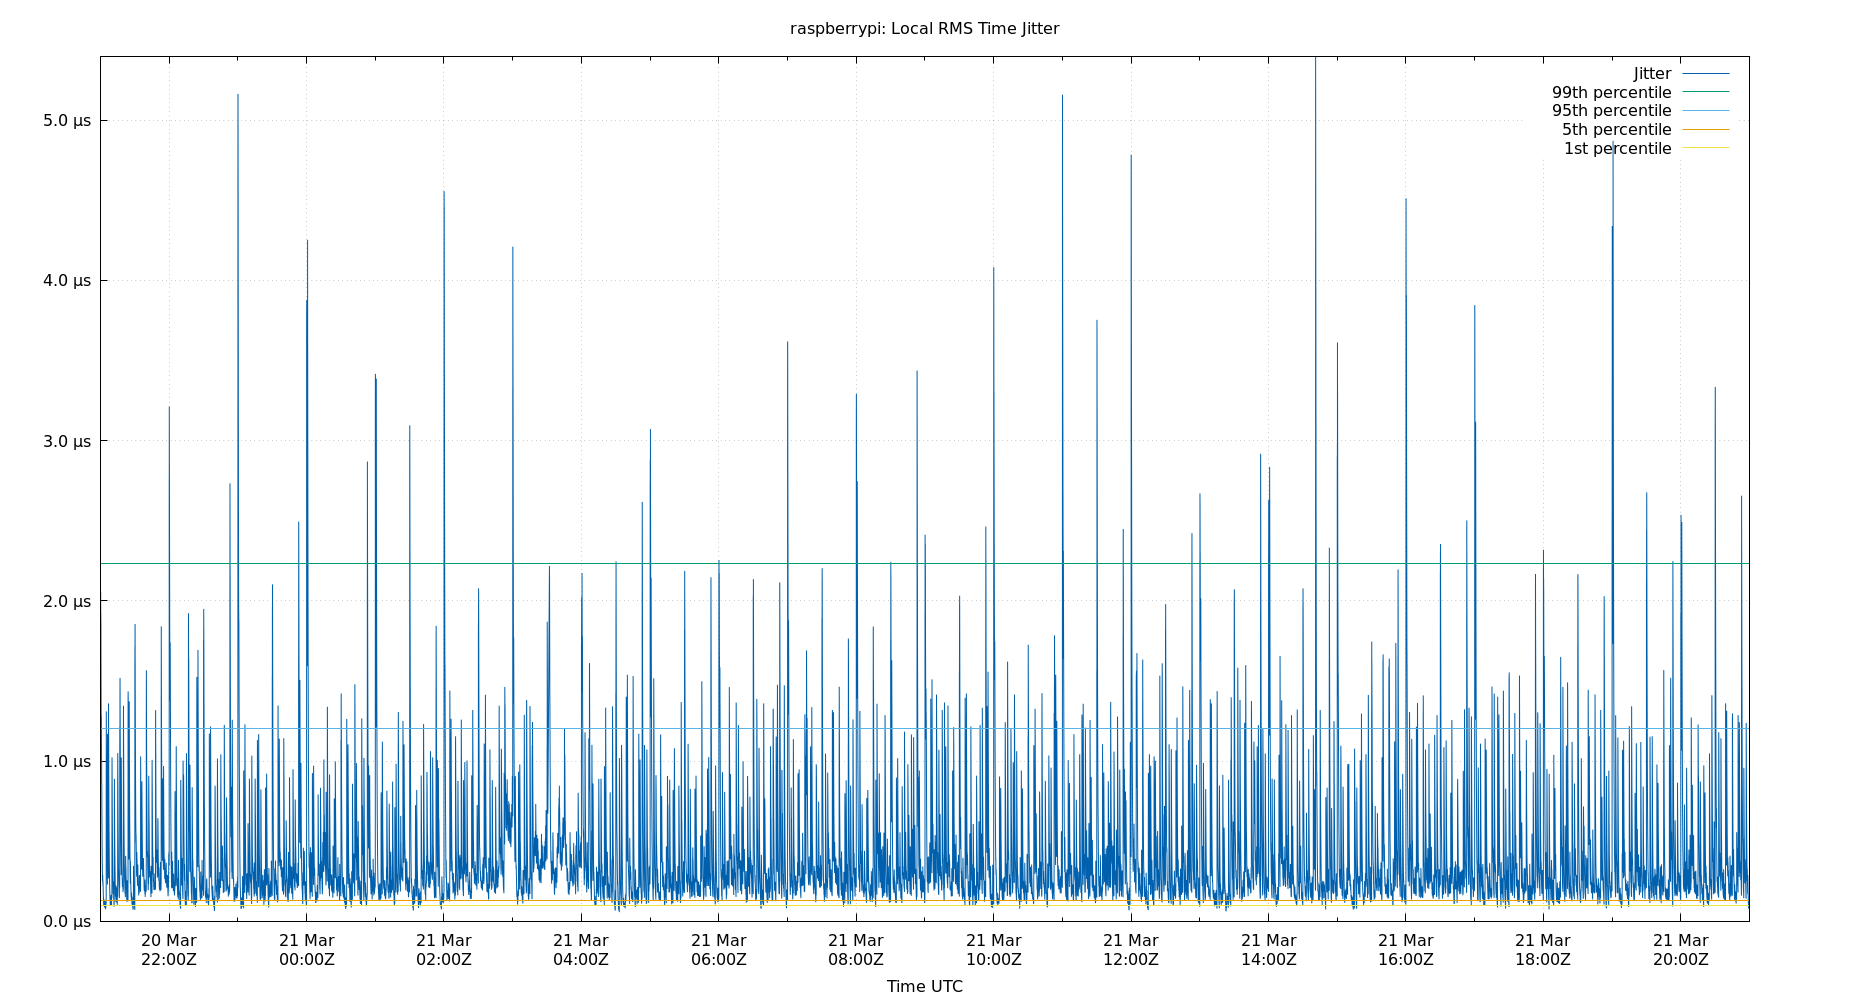 raspberrypi: Local RMS Time Jitter
Jitter
99th percentile
95th percentile
5th percentile
1st percentile
5.0 µs
4.0 µs
3.0 µs
2.0 µs
1.0 µs
0.0 µs
20 Mar 21 Mar 21 Mar 21 Mar 21 Mar 21 Mar 21 Mar 21 Mar 21 Mar 21 Mar 21 Mar 21 Mar
22:00Z 00:00Z 02:00Z 04:00Z 06:00Z 08:00Z 10:00Z 12:00Z 14:00Z 16:00Z 18:00Z 20:00Z
Time UTC